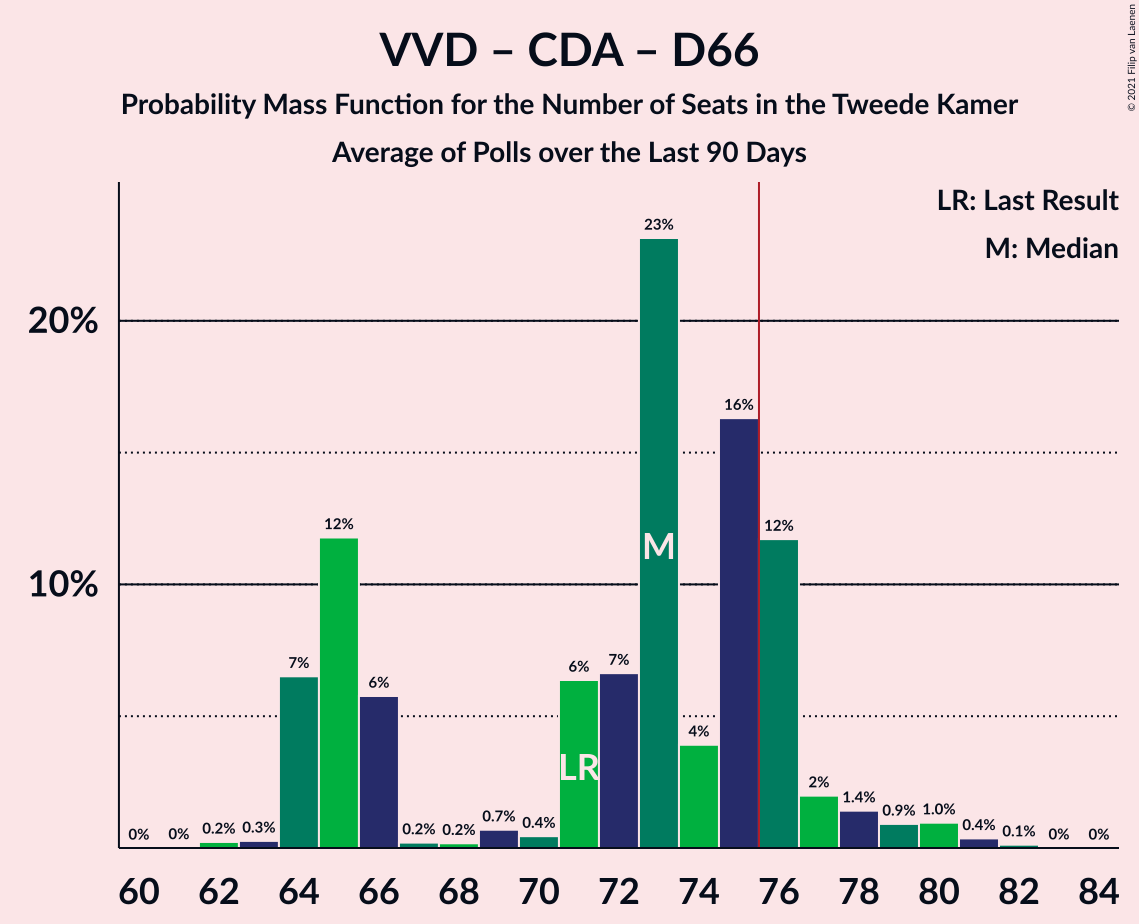 VVD – CDA – D66
Probability Mass Function for the Number of Seats in the Tweede Kamer
Average of Polls over the Last 90 Days
© 2021 Filip van Laenen
LR: Last Result
M: Median
20%
10%
0% 0% 0.2% 0.3% 7% 12% 6% 0.2% 0.2% 0.7% 0.4% 6% 7% 23% 4% 16% 12% 2% 1.4% 0.9% 1.0% 0.4% 0.1% 0% 0%
M
LR
60 62 64 66 68 70 72 74 76 78 80 82 84